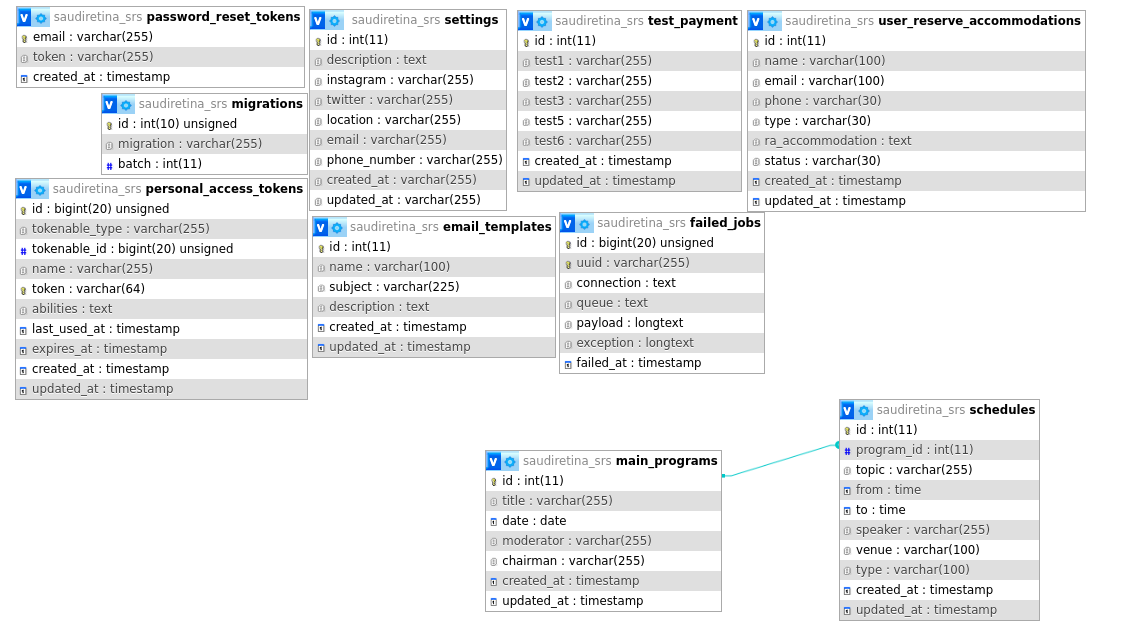 saudiretina_srs password_reset_tokens
email : varchar(255)
token : varchar(255)
created_at : timestamp
saudiretina_srs migrations
id : int(10) unsigned
migration : varchar(255)
batch : int(11)
saudiretina_srs personal_access_tokens
id : bigint(20) unsigned
tokenable_type : varchar(255)
tokenable_id : bigint(20) unsigned
name : varchar(255)
token : varchar(64)
abilities : text
last_used_at : timestamp
expires_at : timestamp
created_at : timestamp
updated_at : timestamp
saudiretina_srs settings
id : int(11)
description : text
instagram : varchar(255)
twitter : varchar(255)
location : varchar(255)
email : varchar(255)
phone_number : varchar(255)
created_at : varchar(255)
updated_at : varchar(255)
saudiretina_srs email_templates
id : int(11)
name : varchar(100)
subject : varchar(225)
description : text
created_at : timestamp
updated_at : timestamp
saudiretina_srs test_payment
id : int(11)
test1 : varchar(255)
test2 : varchar(255)
test3 : varchar(255)
test5 : varchar(255)
test6 : varchar(255)
created_at : timestamp
updated_at : timestamp
saudiretina_srs failed_jobs
id : bigint(20) unsigned
uuid : varchar(255)
connection : text
queue : text
payload : longtext
exception : longtext
failed_at : timestamp
saudiretina_srs user_reserve_accommodations
id : int(11)
name : varchar(100)
email : varchar(100)
phone : varchar(30)
type : varchar(30)
ra_accommodation : text
status : varchar(30)
created_at : timestamp
updated_at : timestamp
saudiretina_srs main_programs
id : int(11)
title : varchar(255)
date : date
moderator : varchar(255)
chairman : varchar(255)
created_at : timestamp
updated_at : timestamp
saudiretina_srs schedules
id : int(11)
program_id : int(11)
topic : varchar(255)
from : time
to : time
speaker : varchar(255)
venue : varchar(100)
type : varchar(100)
created_at : timestamp
updated_at : timestamp